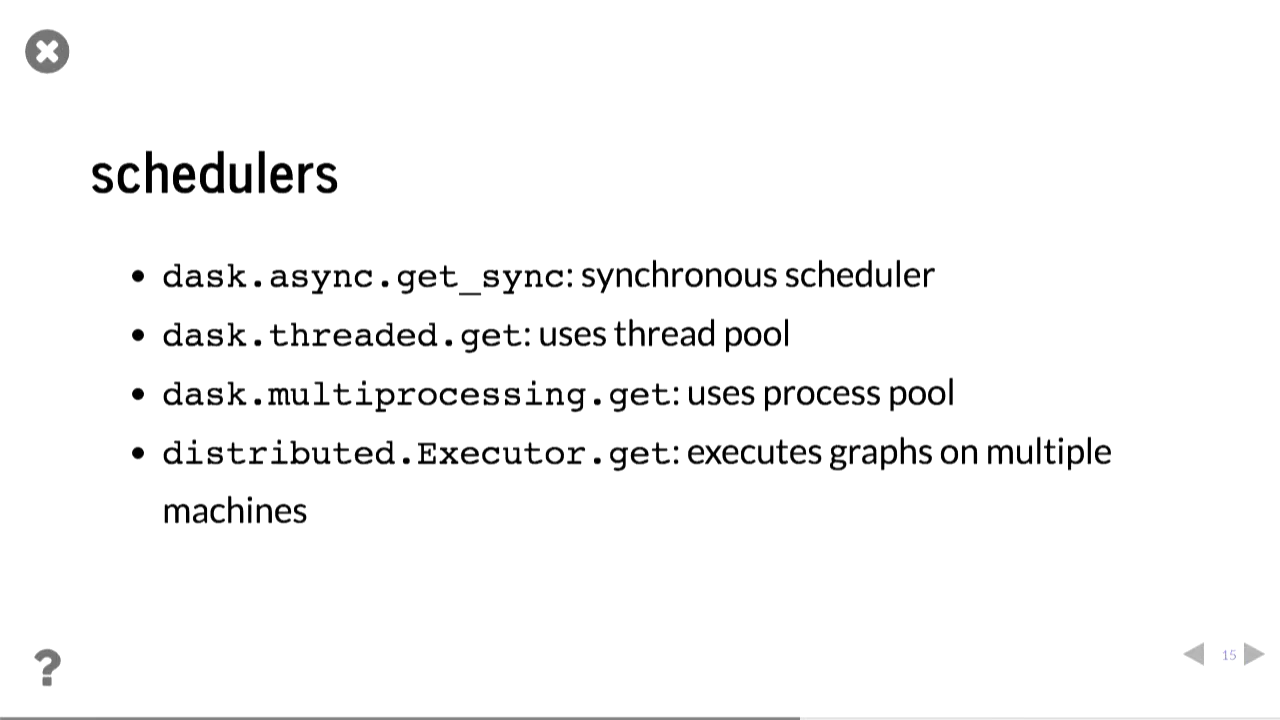 schedulers
• dask.async.get_sync: synchronous scheduler
• dask.threaded.get: uses thread pool
• dask.multiprocessing.get: uses process pool
• distributed.Executor.get: executes graphs on multiple
machines
?
15